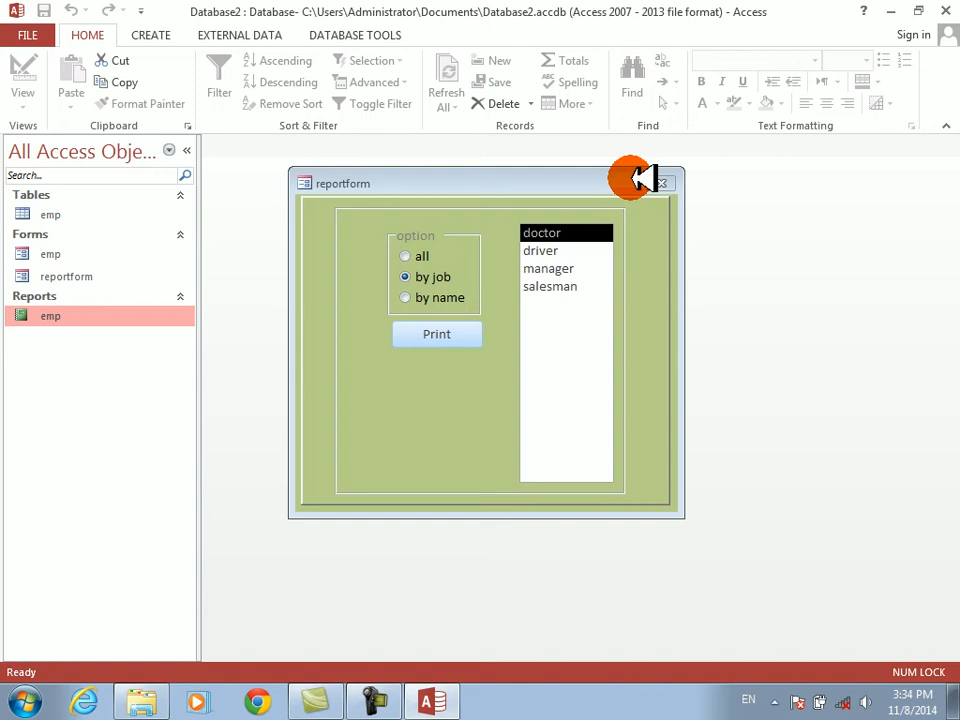 Database2 : Database- C:\Users\Administrator\Documents\Database2.accdb (Access 2007 - 2013 file format) - Access
FILE HOME CREATE EXTERNAL DATA DATABASE TOOLS Sign in
View
Views
Paste
Cut
Copy
Format Painter
Clipboard
Filter
Ascending
Descending
Remove Sort
Selection
Advanced
Toggle Filter
Sort & Filter
Refresh
All
New
Save
Delete
Totals
Spelling
More
Records
Find
Find
B I U
A
Text Formatting
All Access Obje...
Search...
Tables
emp
Forms
emp
reportform
Reports
emp
reportform
option
all
by job
by name
Print
doctor
driver
manager
salesman
Ready
NUM LOCK
EN
3:34 PM
11/8/2014